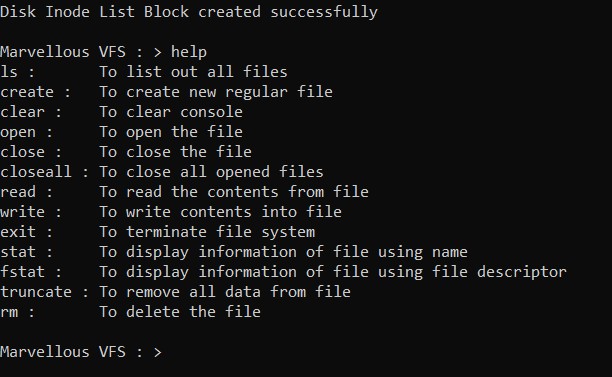 Disk Inode List Block created successfully
Marvellous VFS : > help
ls :       To list out all files
create :   To create new regular file
clear :    To clear console
open :     To open the file
close :    To close the file
closeall : To close all opened files
read :     To read the contents from file
write :    To write contents into file
exit :     To terminate file system
stat :     To display information of file using name
fstat :    To display information of file using file descriptor
truncate : To remove all data from file
rm :       To delete the file
Marvellous VFS : >